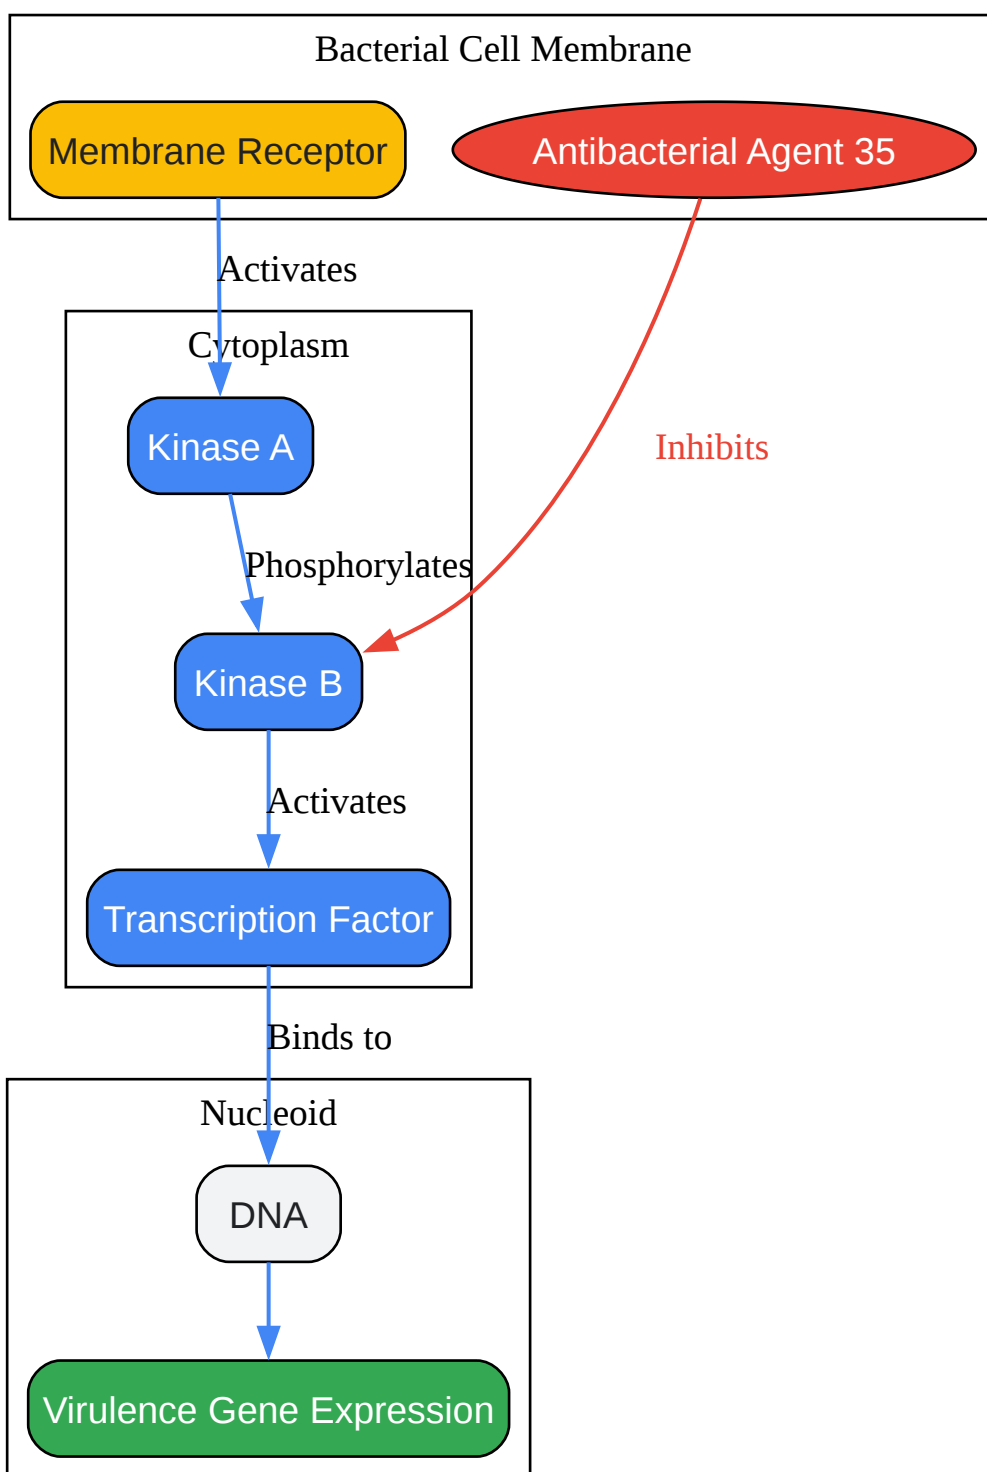 Bacterial Cell Membrane
Membrane Receptor
Antibacterial Agent 35
Activates
Cytoplasm
Kinase A
Inhibits
Phosphorylates
Kinase B
Activates
Transcription Factor
Binds to
Nucleoid
DNA
Virulence Gene Expression